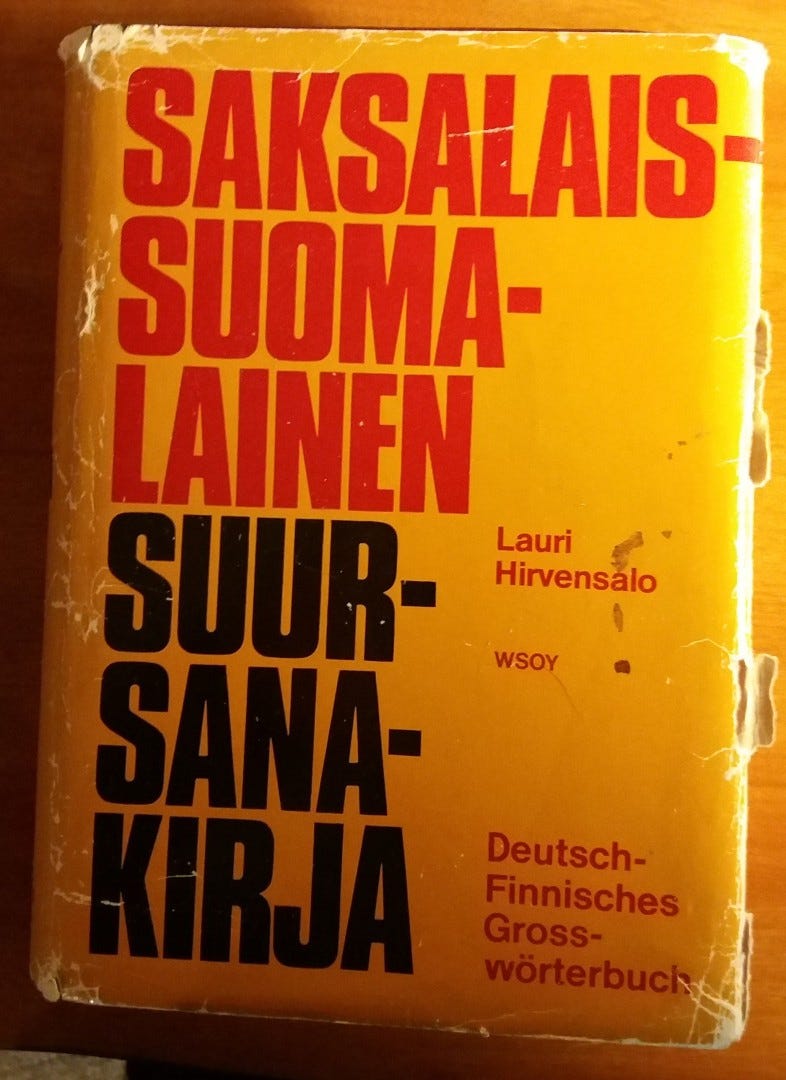 SAKSALAIS-
SUOMA-
LAINEN
SUUR-
SANA-
KIRJA
Lauri
Hirvensalo
WSOY
Deutsch-
Finnisches
Gross-
wörterbuch